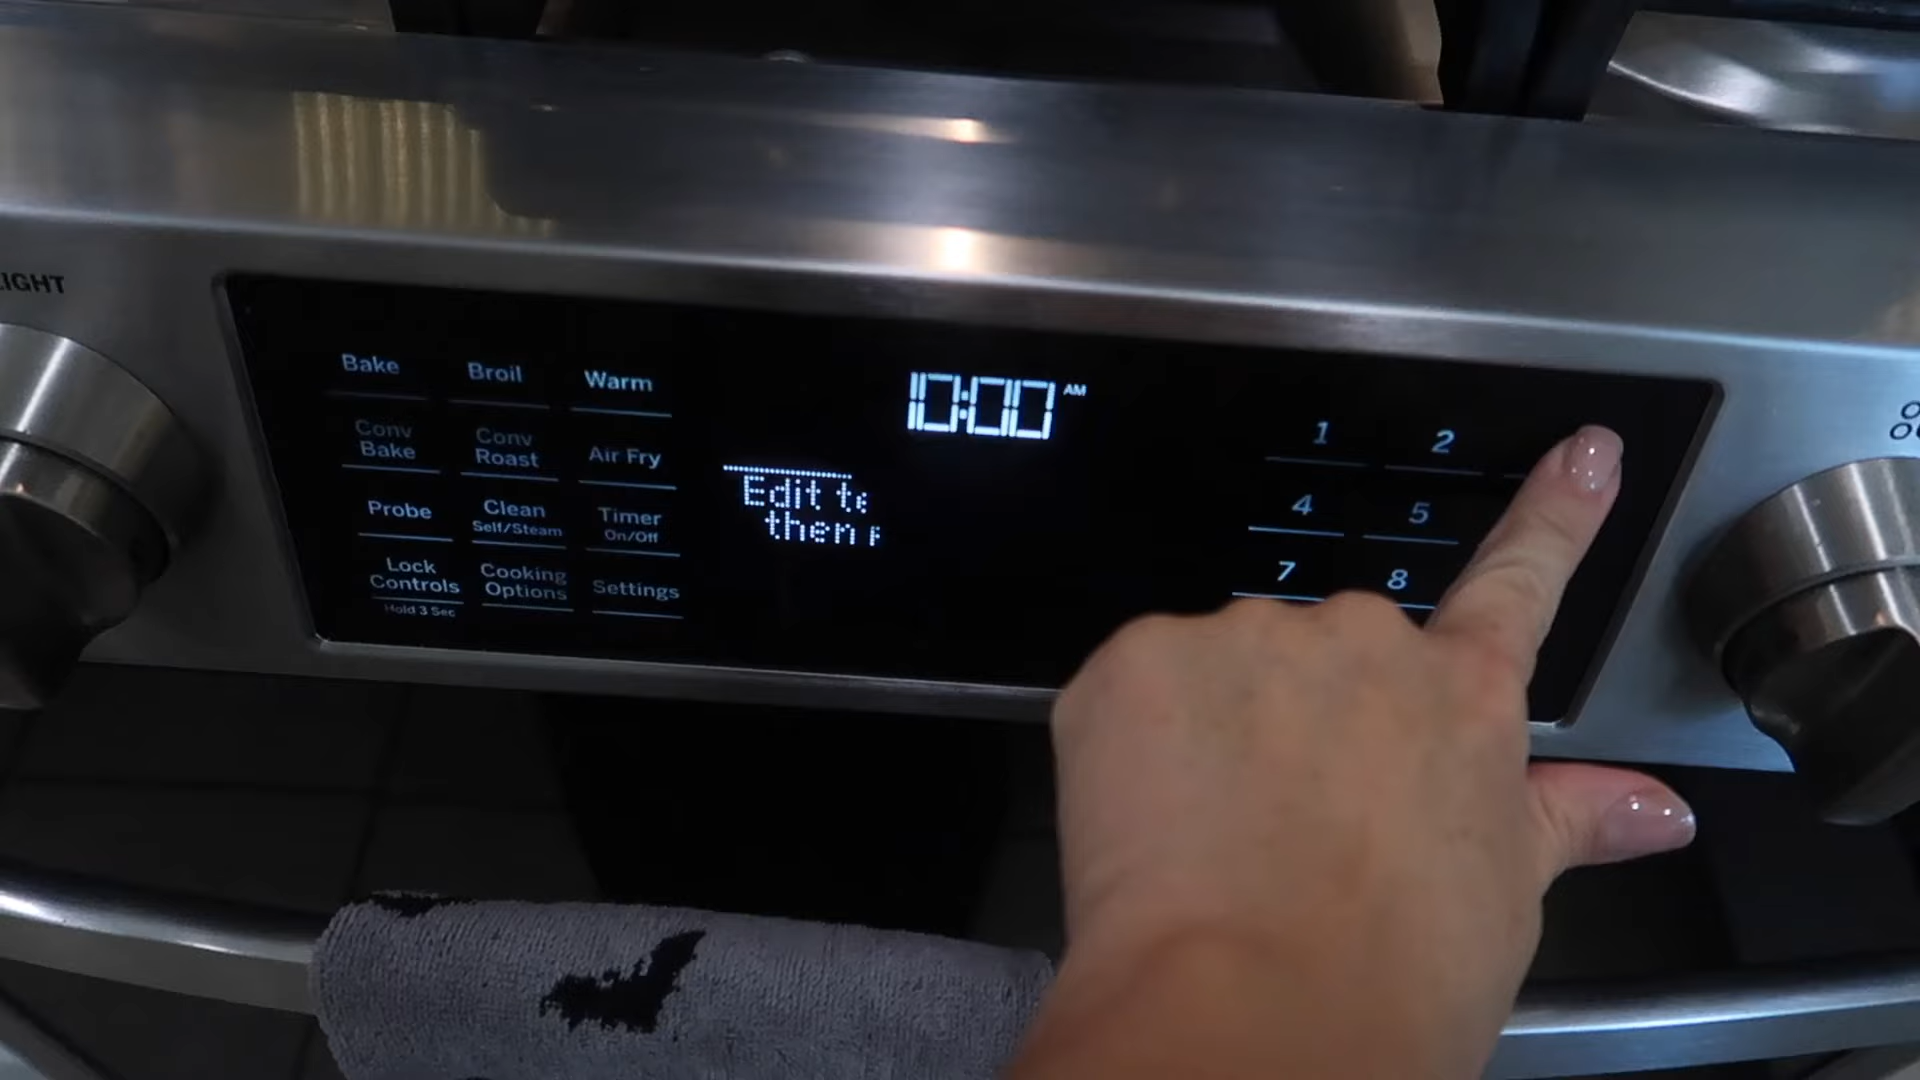 LIGHT
Bake Broil Warm
Conv Bake Conv Roast Air Fry
Probe Clean Self/Steam Timer On/Off
Lock Controls Hold 3 Sec Cooking Options Settings
10:00 AM
Edit
then
1 2
4 5
7 8